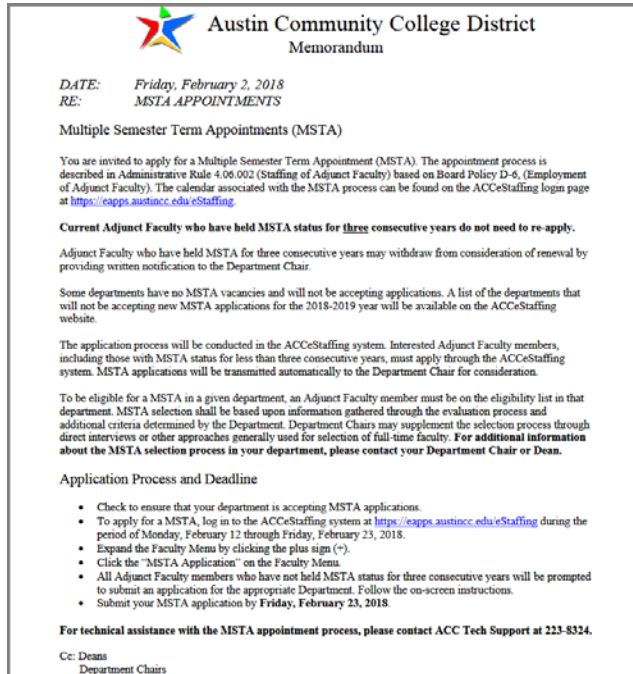 Austin Community College District
Memorandum
DATE: Friday, February 2, 2018
RE: MSTA APPOINTMENTS
Multiple Semester Term Appointments (MSTA)
You are invited to apply for a Multiple Semester Term Appointment (MSTA). The appointment process is
described in Administrative Rule 4.06.002 (Staffing of Adjunct Faculty) based on Board Policy D-6, (Employment
of Adjunct Faculty). The calendar associated with the MSTA process can be found on the ACCeStaffing login page
at https://eapps.austincc.edu/eStaffing.
Current Adjunct Faculty who have held MSTA status for three consecutive years do not need to re-apply.
Adjunct Faculty who have held MSTA for three consecutive years may withdraw from consideration of renewal by
providing written notification to the Department Chair.
Some departments have no MSTA vacancies and will not be accepting applications. A list of the departments that
will not be accepting new MSTA applications for the 2018-2019 year will be available on the ACCeStaffing
website.
The application process will be conducted in the ACCeStaffing system. Interested Adjunct Faculty members,
including those with MSTA status for less than three consecutive years, must apply through the ACCeStaffing
system. MSTA applications will be transmitted automatically to the Department Chair for consideration.
To be eligible for a MSTA in a given department, an Adjunct Faculty member must be on the eligibility list in that
department. MSTA selection shall be based upon information gathered through the evaluation process and
additional criteria determined by the Department. Department Chairs may supplement the selection process through
direct interviews or other approaches generally used for selection of full-time faculty. For additional information
about the MSTA selection process in your department, please contact your Department Chair or Dean.
Application Process and Deadline
• Check to ensure that your department is accepting MSTA applications.
• To apply for a MSTA, log in to the ACCeStaffing system at https://eapps.austincc.edu/eStaffing during the
period of Monday, February 12 through Friday, February 23, 2018.
• Expand the Faculty Menu by clicking the plus sign (+).
• Click the "MSTA Application" on the Faculty Menu.
• All Adjunct Faculty members who have not held MSTA status for three consecutive years will be prompted
to submit an application for the appropriate Department. Follow the on-screen instructions.
• Submit your MSTA application by Friday, February 23, 2018.
For technical assistance with the MSTA appointment process, please contact ACC Tech Support at 223-8324.
Cc: Deans
Department Chairs